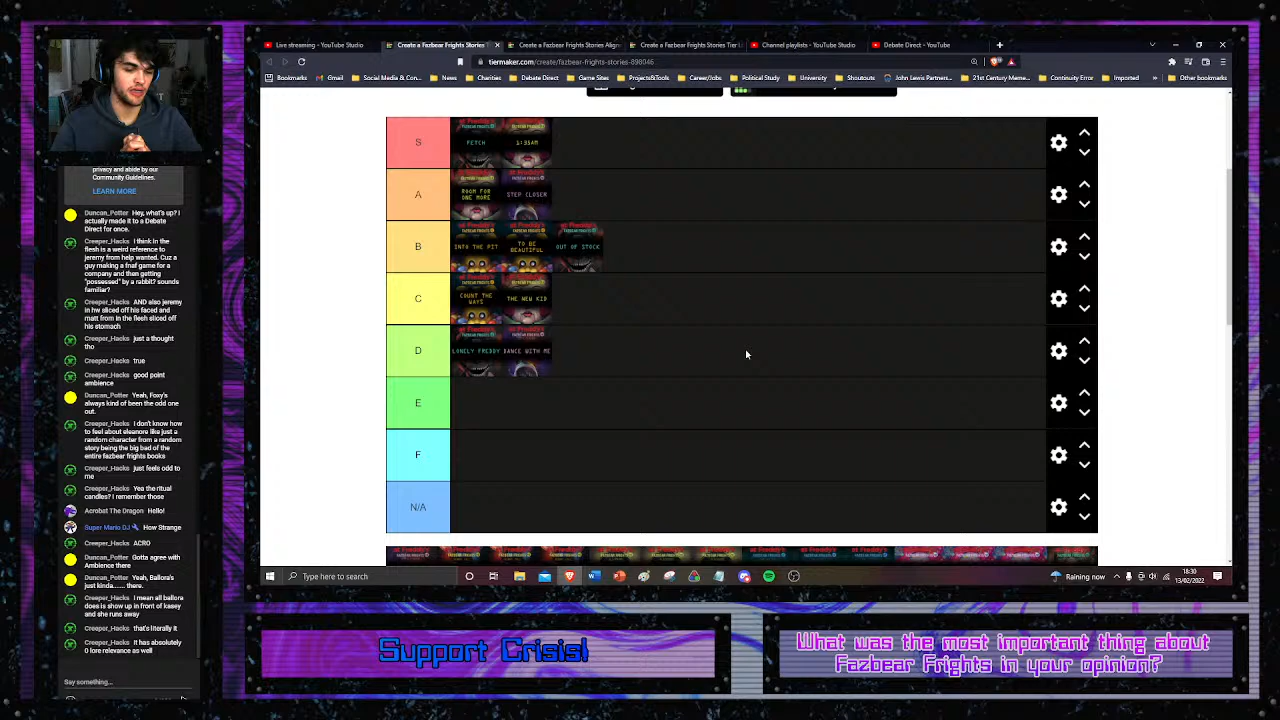 Live streaming - YouTube Studio
Create a Fazbear Frights Stories T
Create a Fazbear Frights Stories Align
Create a Fazbear Frights Stories Tier L
Channel playlists - YouTube Studio
Debate Direct - YouTube
tiermaker.com/create/fazbear-frights-stories-898046
Bookmarks
Gmail
Social Media & Con...
News
Charities
Debate Direct
Game Sites
Projects&Tools
Career/Jobs
Political Study
University
Shoutouts
John Green Immers...
21st Century Meme...
Continuity Error
Imported
Other bookmarks
privacy and abide by our
Community Guidelines.
LEARN MORE
Duncan_Potter Hey, what's up? I
actually made it to a Debate
Direct for once.
Creeper_Hacks I think in the
flesh is a weird reference to
jeremy from help wanted. Cuz a
guy making a fnaf game for a
company and then getting
"possessed" by a rabbit? sounds
familiar?
Creeper_Hacks AND also jeremy
in hw sliced off his faced and
matt from in the flesh sliced off
his stomach
Creeper_Hacks just a thought
tho
Creeper_Hacks true
Creeper_Hacks good point
ambience
Duncan_Potter Yeah, Foxy's
always kind of been the odd one
out.
Creeper_Hacks I don't know how
to feel about eleanore like just a
random character from a random
story being the big bad of the
entire fazbear frights books
Creeper_Hacks just feels odd to
me
Creeper_Hacks Yea the ritual
candles? I remember those
Acrobat The Dragon Hello!
Super Mario DJ How Strange
Creeper_Hacks ACRO
Duncan_Potter Gotta agree with
Ambience there
Duncan_Potter Yeah, Ballora's
just kinda....... there.
Creeper_Hacks I mean all ballora
does is show up in front of kasey
and she runs away
Creeper_Hacks that's literally it
Creeper_Hacks It has absolutely
0 lore relevance as well
Say something...
S
FETCH
1:35AM
A
ROOM FOR
ONE MORE
STEP CLOSER
B
INTO THE PIT
TO BE
BEAUTIFUL
OUT OF STOCK
C
COUNT THE
WAYS
THE NEW KID
D
LONELY FREDDY
DANCE WITH ME
E
F
N/A
Type here to search
Raining now
18:30
13/02/2022
Support Crisis!
What was the most important thing about
Fazbear Frights in your opinion?